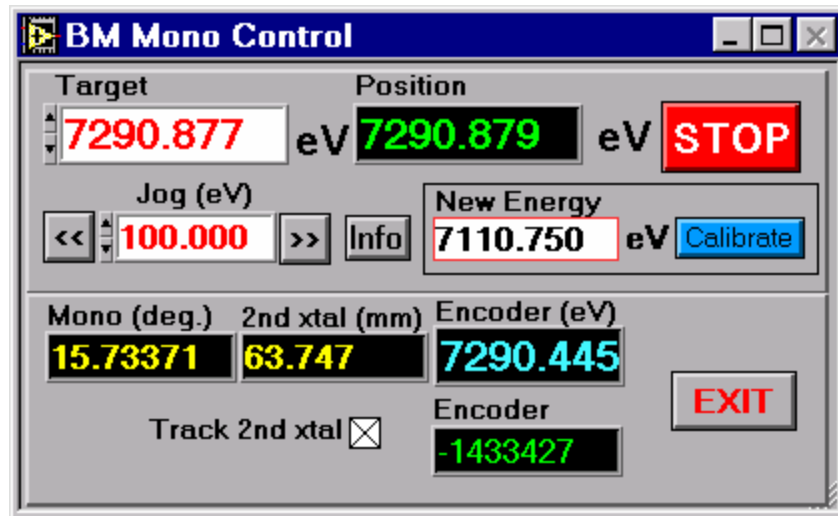 BM Mono Control
Target Position
7290.877 eV 7290.879 eV STOP
Jog (eV) New Energy
<< 100.000 >> Info 7110.750 eV Calibrate
Mono (deg.) 2nd xtal (mm) Encoder (eV)
15.73371 63.747 7290.445
EXIT
Track 2nd xtal Encoder
-1433427